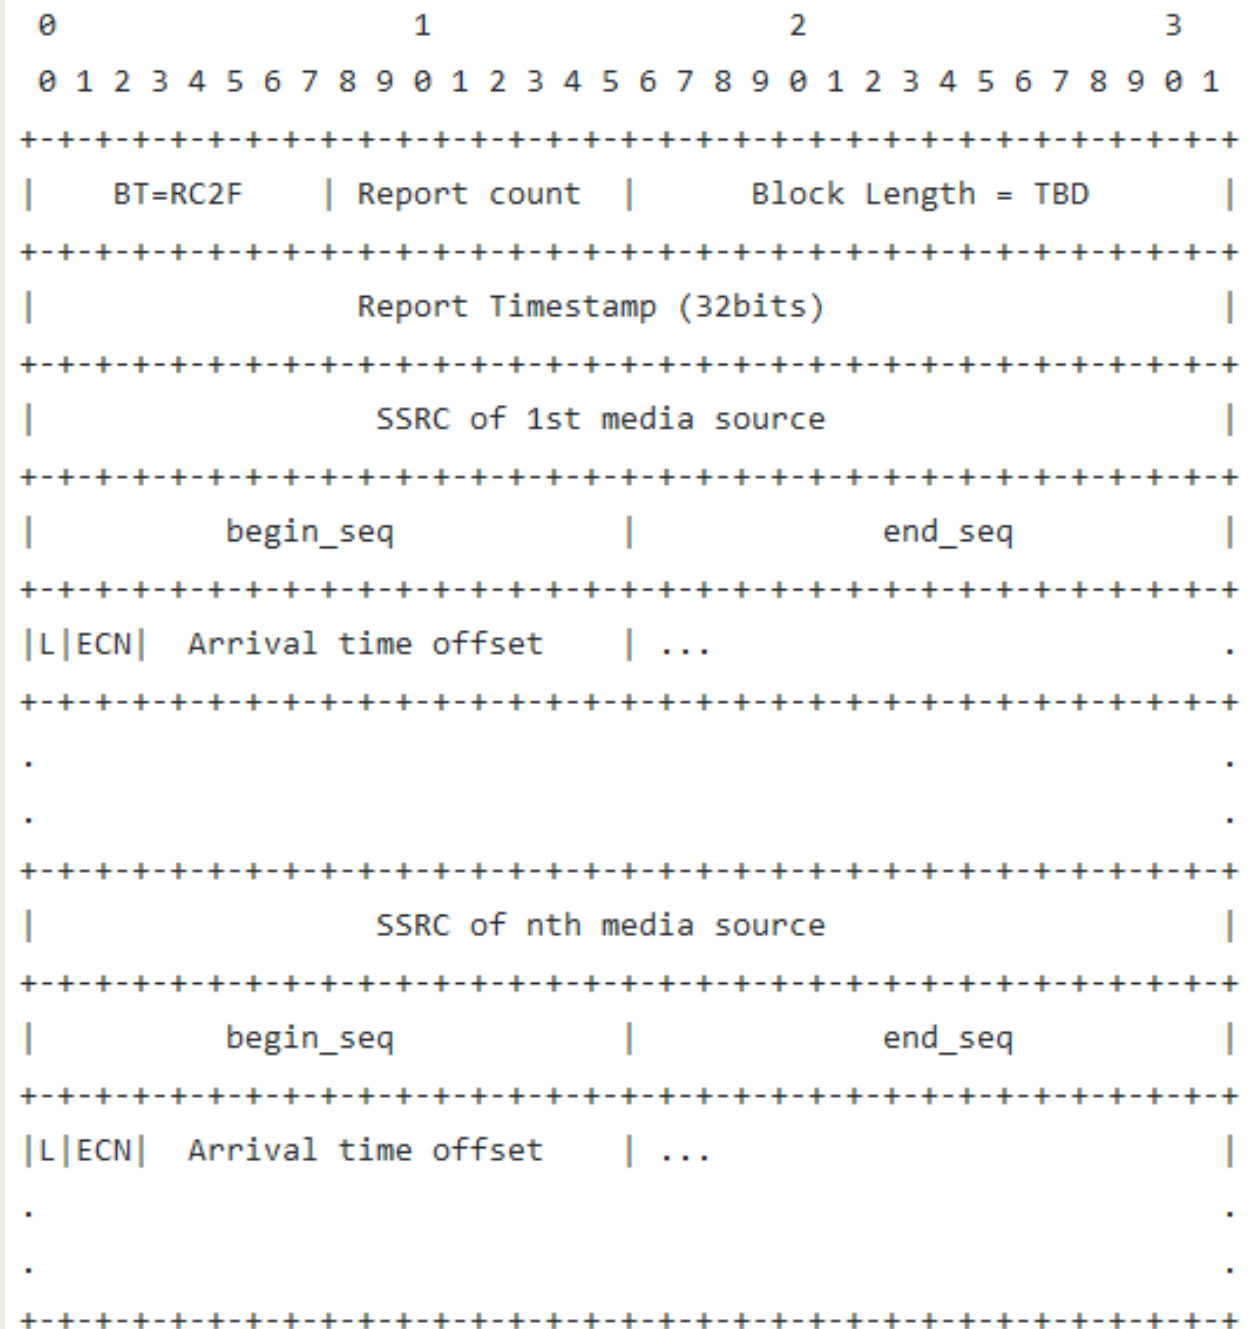 0                   1                   2                   3
 0 1 2 3 4 5 6 7 8 9 0 1 2 3 4 5 6 7 8 9 0 1 2 3 4 5 6 7 8 9 0 1
+-+-+-+-+-+-+-+-+-+-+-+-+-+-+-+-+-+-+-+-+-+-+-+-+-+-+-+-+-+-+-+-+
|    BT=RC2F    | Report count  |      Block Length = TBD       |
+-+-+-+-+-+-+-+-+-+-+-+-+-+-+-+-+-+-+-+-+-+-+-+-+-+-+-+-+-+-+-+-+
|                 Report Timestamp (32bits)                     |
+-+-+-+-+-+-+-+-+-+-+-+-+-+-+-+-+-+-+-+-+-+-+-+-+-+-+-+-+-+-+-+-+
|                  SSRC of 1st media source                     |
+-+-+-+-+-+-+-+-+-+-+-+-+-+-+-+-+-+-+-+-+-+-+-+-+-+-+-+-+-+-+-+-+
|          begin_seq            |             end_seq           |
+-+-+-+-+-+-+-+-+-+-+-+-+-+-+-+-+-+-+-+-+-+-+-+-+-+-+-+-+-+-+-+-+
|L|ECN|  Arrival time offset    | ...                           .
+-+-+-+-+-+-+-+-+-+-+-+-+-+-+-+-+-+-+-+-+-+-+-+-+-+-+-+-+-+-+-+-+
.                                                               .
.                                                               .
+-+-+-+-+-+-+-+-+-+-+-+-+-+-+-+-+-+-+-+-+-+-+-+-+-+-+-+-+-+-+-+-+
|                  SSRC of nth media source                     |
+-+-+-+-+-+-+-+-+-+-+-+-+-+-+-+-+-+-+-+-+-+-+-+-+-+-+-+-+-+-+-+-+
|          begin_seq            |             end_seq           |
+-+-+-+-+-+-+-+-+-+-+-+-+-+-+-+-+-+-+-+-+-+-+-+-+-+-+-+-+-+-+-+-+
|L|ECN|  Arrival time offset    | ...                           |
.                                                               .
.                                                               .
+-+-+-+-+-+-+-+-+-+-+-+-+-+-+-+-+-+-+-+-+-+-+-+-+-+-+-+-+-+-+-+-+